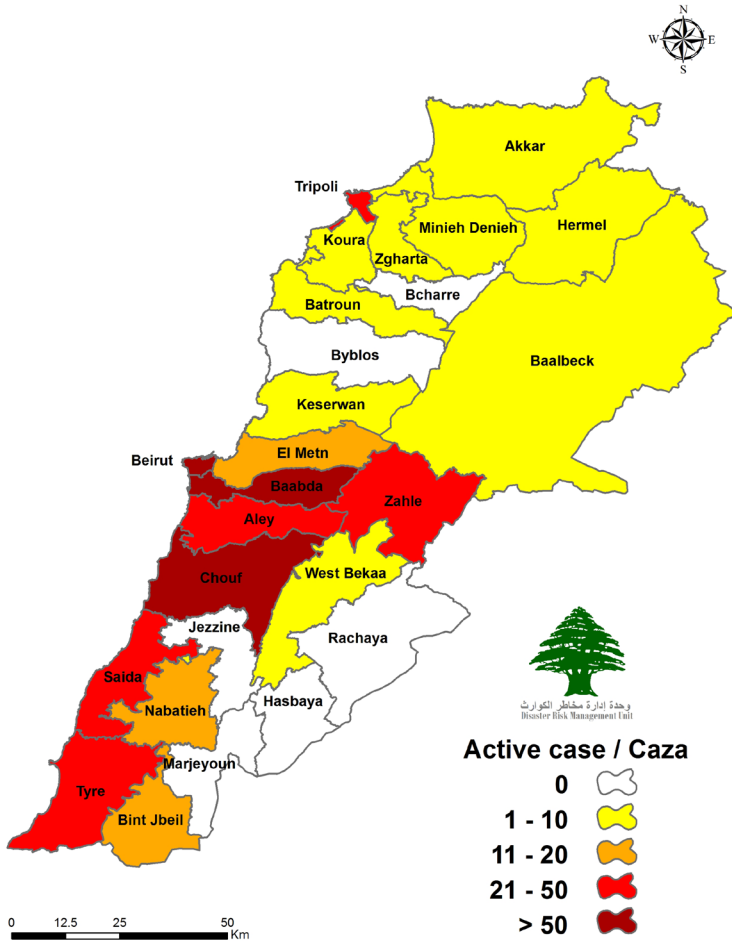 N
W E
S
Akkar
Tripoli
Minieh Denieh
Hermel
Koura
Zgharta
Bcharre
Batroun
Byblos
Baalbeck
Keserwan
El Metn
Beirut
Baabda
Zahle
Aley
West Bekaa
Chouf
Jezzine
Rachaya
Saida
Hasbaya
Nabatieh
Marjeyoun
Tyre
Bint Jbeil
وحدة إدارة مخاطر الكوارث
Disaster Risk Management Unit
Active case / Caza
0
1 - 10
11 - 20
21 - 50
> 50
0 12.5 25 50
Km